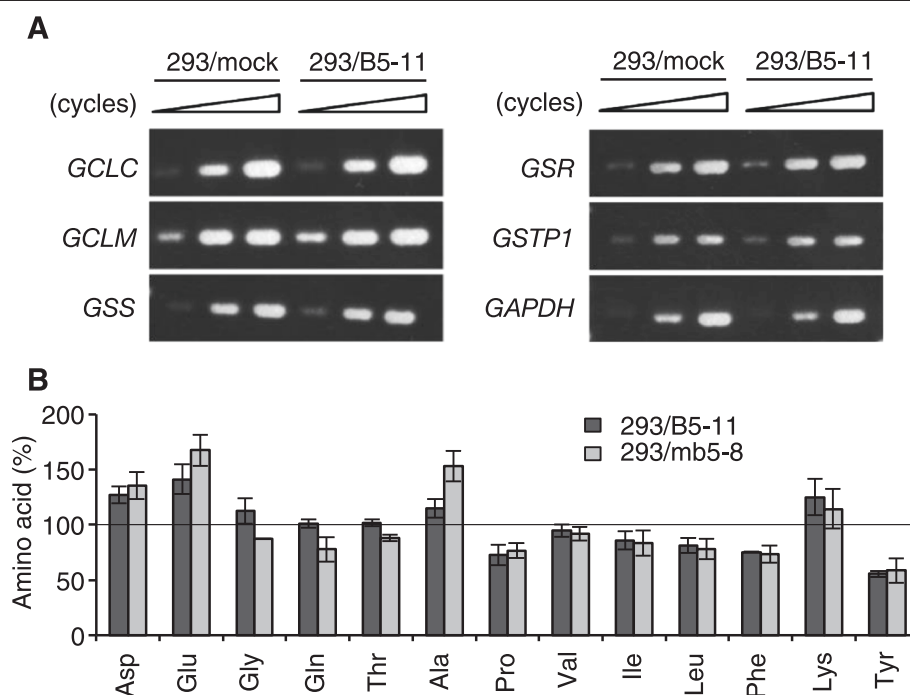 A
293/mock 293/B5-11
(cycles)
GCLC
GCLM
GSS
293/mock 293/B5-11
(cycles)
GSR
GSTP1
GAPDH
B
Amino acid (%)
200
150
100
50
0
293/B5-11
293/mb5-8
Asp Glu Gly Gln Thr Ala Pro Val Ile Leu Phe Lys Tyr